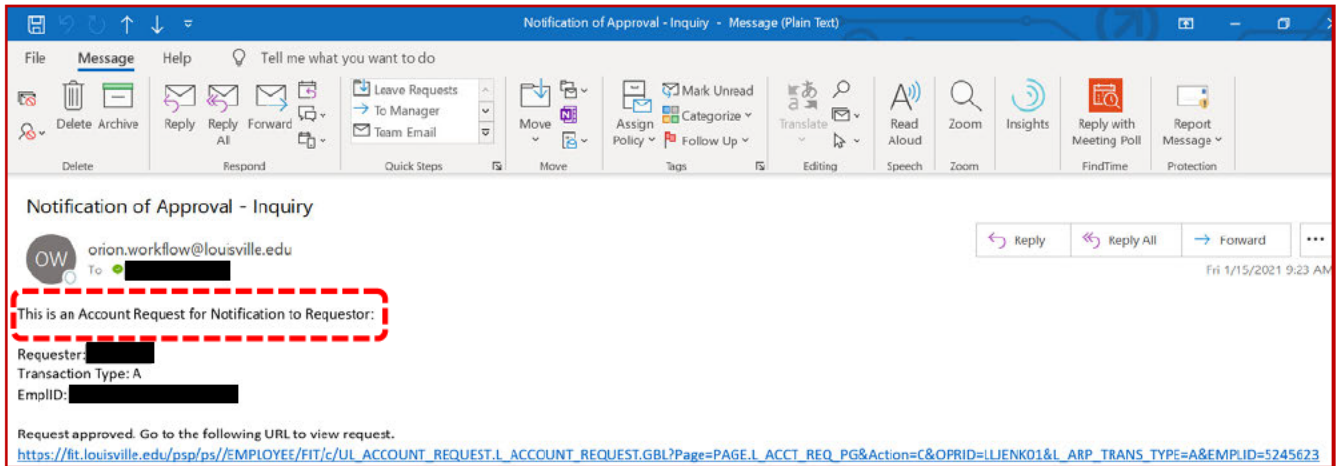 Notification of Approval - Inquiry - Message (Plain Text)
File Message Help Tell me what you want to do
Delete Archive
Reply Reply All Forward
Leave Requests
To Manager
Team Email
Move
Assign Policy
Mark Unread
Categorize
Follow Up
Translate
Read Aloud
Zoom
Insights
Reply with Meeting Poll
Report Message
Delete Respond Quick Steps Move Tags Editing Speech Zoom FindTime Protection
Notification of Approval - Inquiry
OW
orion.workflow@louisville.edu
To
Reply Reply All Forward
Fri 1/15/2021 9:23 AM
This is an Account Request for Notification to Requestor:
Requester:
Transaction Type: A
EmplID:
Request approved. Go to the following URL to view request.
https://fit.louisville.edu/psp/ps//EMPLOYEE/FIT/c/UL_ACCOUNT_REQUEST.L_ACCOUNT_REQUEST.GBL?Page=PAGE.L_ACCT_REQ_PG&Action=C&OPRID=LLJENK01&L_ARP_TRANS_TYPE=A&EMPLID=5245623